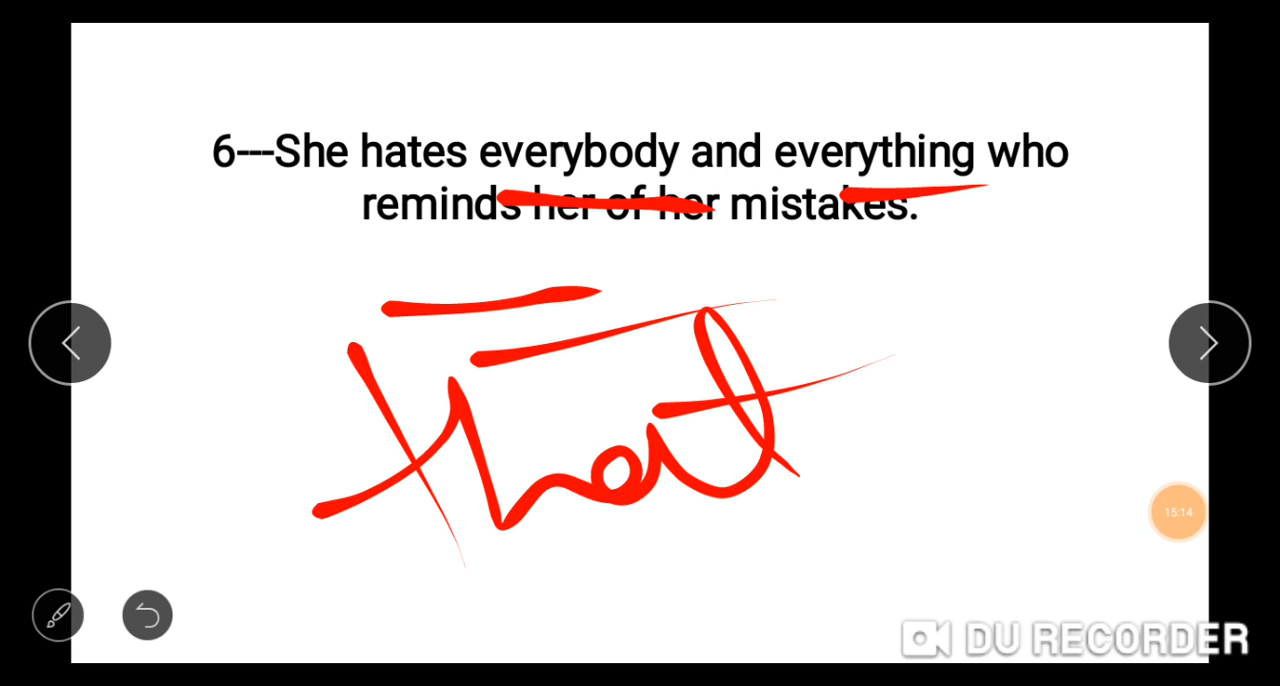 6---She hates everybody and everything who
reminds her of her mistakes.
that
15:14
DU RECORDER